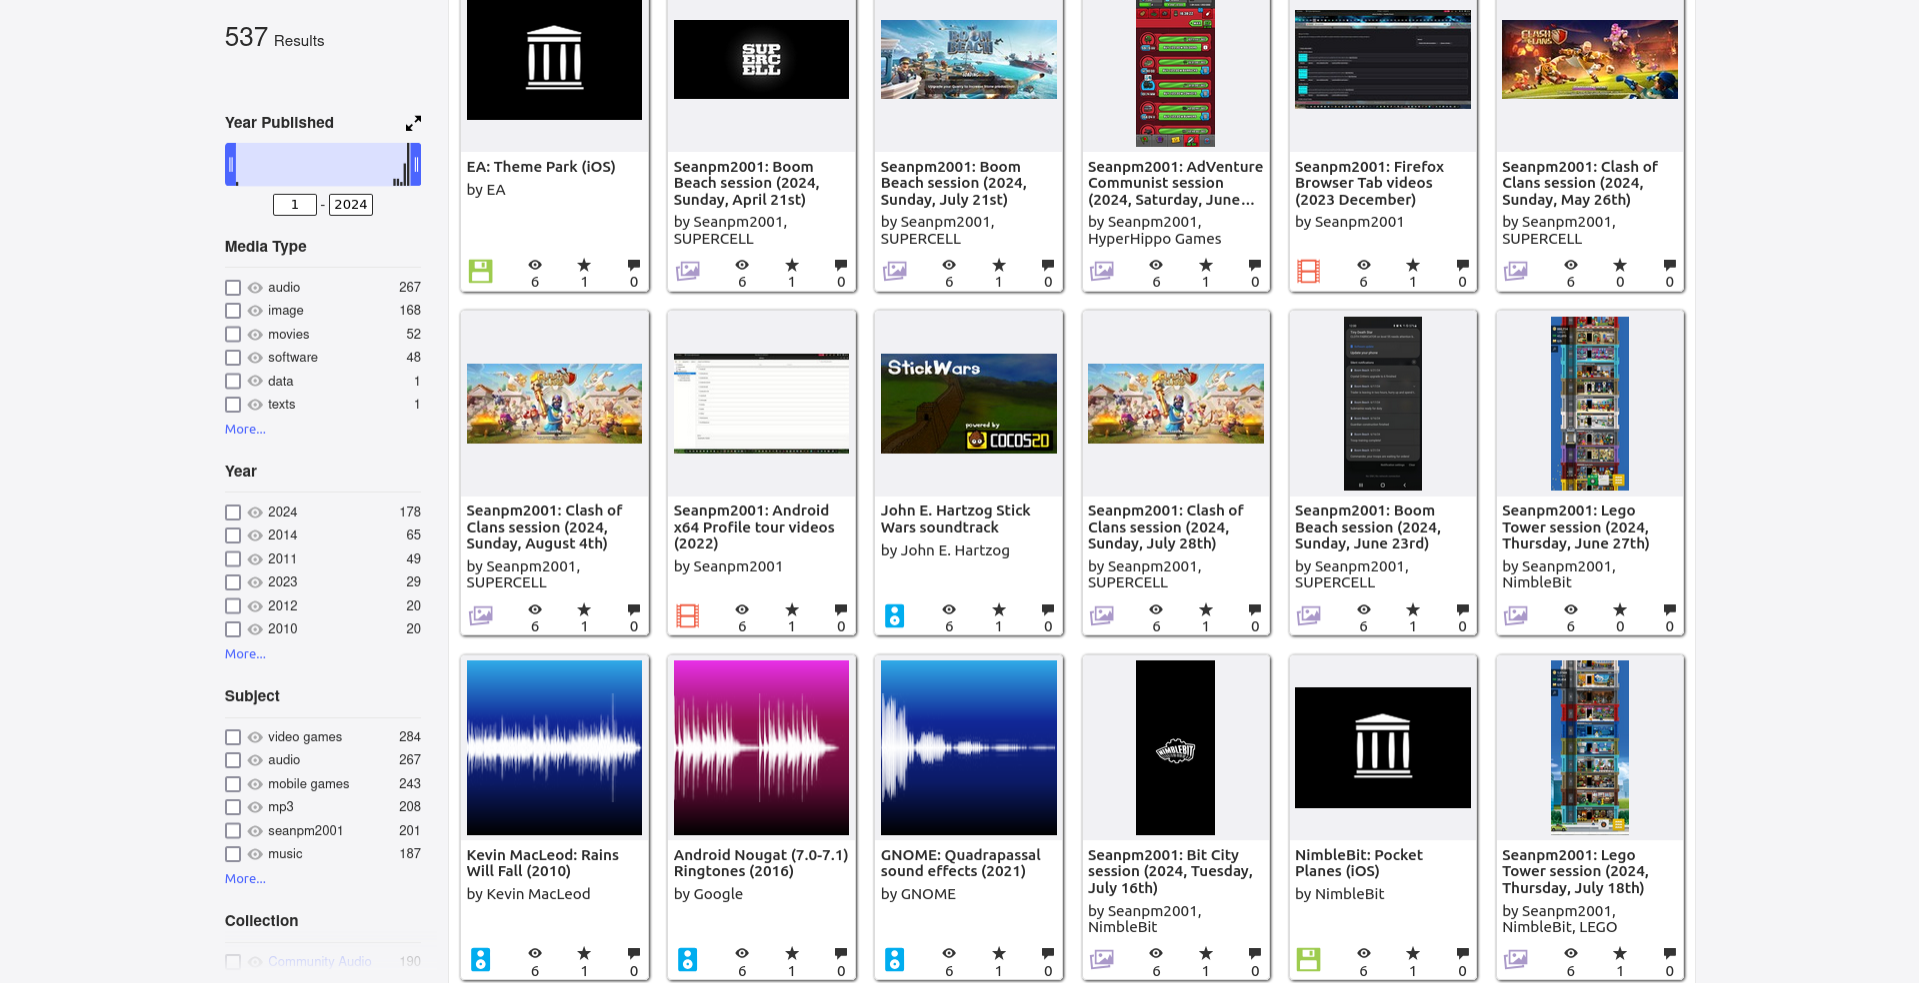 537 Results
Year Published
1 - 2024
Media Type
audio 267
image 168
movies 52
software 48
data 1
texts 1
More...
Year
2024 178
2014 65
2011 49
2023 29
2012 20
2010 20
More...
Subject
video games 284
audio 267
mobile games 243
mp3 208
seanpm2001 201
music 187
More...
Collection
Community Audio 190
EA: Theme Park (iOS)
by EA
6 1 0
SUP
ERC
ELL
Seanpm2001: Boom
Beach session (2024,
Sunday, April 21st)
by Seanpm2001,
SUPERCELL
6 1 0
BOOM
BEACH
Seanpm2001: Boom
Beach session (2024,
Sunday, July 21st)
by Seanpm2001,
SUPERCELL
6 1 0
Seanpm2001: AdVenture
Communist session
(2024, Saturday, June...
by Seanpm2001,
HyperHippo Games
6 1 0
Seanpm2001: Firefox
Browser Tab videos
(2023 December)
by Seanpm2001
6 1 0
CLASH
CLANS
Seanpm2001: Clash of
Clans session (2024,
Sunday, May 26th)
by Seanpm2001,
SUPERCELL
6 0 0
Seanpm2001: Clash of
Clans session (2024,
Sunday, August 4th)
by Seanpm2001,
SUPERCELL
6 1 0
Seanpm2001: Android
x64 Profile tour videos
(2022)
by Seanpm2001
6 1 0
StickWars
powered by
COCOS2D
John E. Hartzog Stick
Wars soundtrack
by John E. Hartzog
6 1 0
Seanpm2001: Clash of
Clans session (2024,
Sunday, July 28th)
by Seanpm2001,
SUPERCELL
6 1 0
Seanpm2001: Boom
Beach session (2024,
Sunday, June 23rd)
by Seanpm2001,
SUPERCELL
6 1 0
Seanpm2001: Lego
Tower session (2024,
Thursday, June 27th)
by Seanpm2001,
NimbleBit
6 0 0
Kevin MacLeod: Rains
Will Fall (2010)
by Kevin MacLeod
6 1 0
Android Nougat (7.0-7.1)
Ringtones (2016)
by Google
6 1 0
GNOME: Quadrapassal
sound effects (2021)
by GNOME
6 1 0
NIMBLEBIT
Seanpm2001: Bit City
session (2024, Tuesday,
July 16th)
by Seanpm2001,
NimbleBit
6 1 0
NimbleBit: Pocket
Planes (iOS)
by NimbleBit
6 1 0
Seanpm2001: Lego
Tower session (2024,
Thursday, July 18th)
by Seanpm2001,
NimbleBit, LEGO
6 1 0